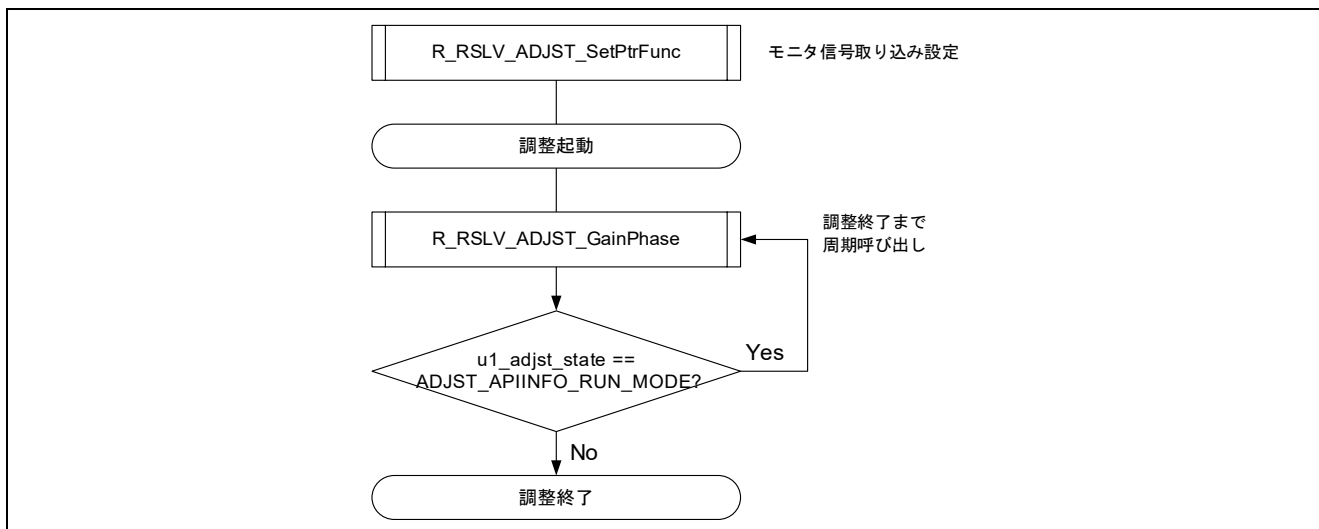 R_RSLV_ADJST_SetPtrFunc
モニタ信号取り込み設定
調整起動
R_RSLV_ADJST_GainPhase
調整終了まで
周期呼び出し
u1_adjst_state ==
ADJST_APIINFO_RUN_MODE?
Yes
No
調整終了